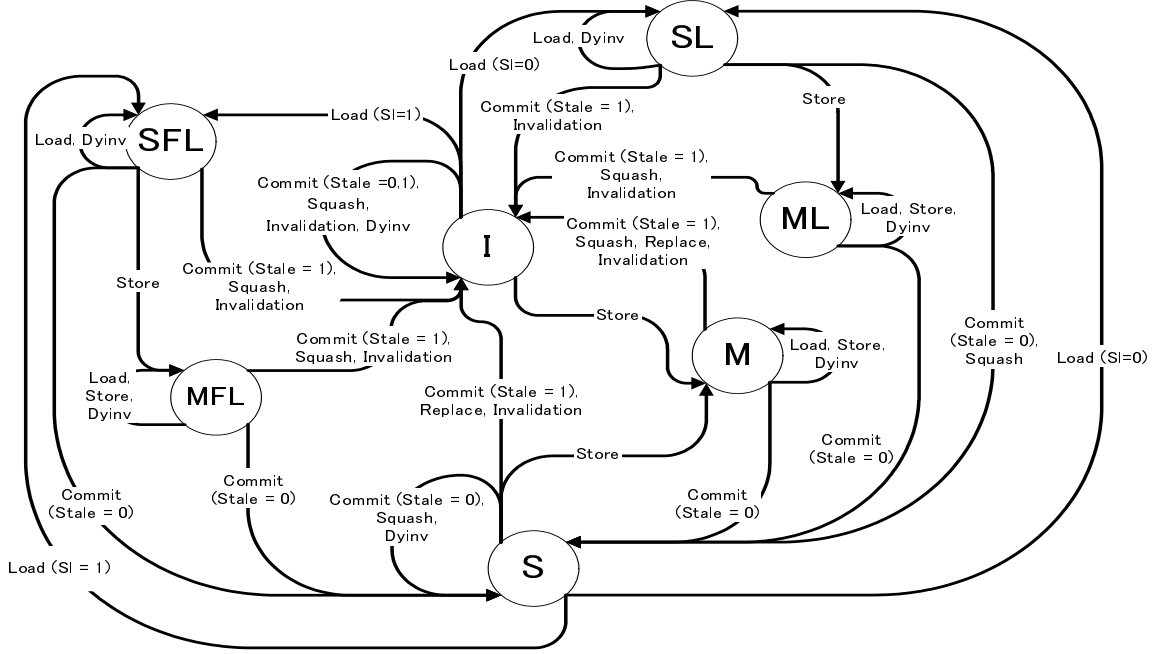 SL
Load, Dyinv
Load (SI=0)
Commit (Stale = 1),
Invalidation
Store
Load (SI=1)
SFL
Load, Dyinv
Commit (Stale = 1),
Squash,
Invalidation
Commit (Stale =0,1),
Squash,
Invalidation, Dyinv
ML
Load, Store,
Dyinv
I
Commit (Stale = 1),
Squash, Replace,
Invalidation
Commit (Stale = 1),
Squash,
Invalidation
Store
Store
Commit (Stale = 1),
Squash, Invalidation
M
Load, Store,
Dyinv
Commit
(Stale = 0),
Squash
Load (SI=0)
Load,
Store,
Dyinv
MFL
Commit (Stale = 1),
Replace, Invalidation
Store
Commit
(Stale = 0)
Commit
(Stale = 0)
Commit
(Stale = 0)
Commit (Stale = 0),
Squash,
Dyinv
Commit
(Stale = 0)
Load (SI = 1)
S